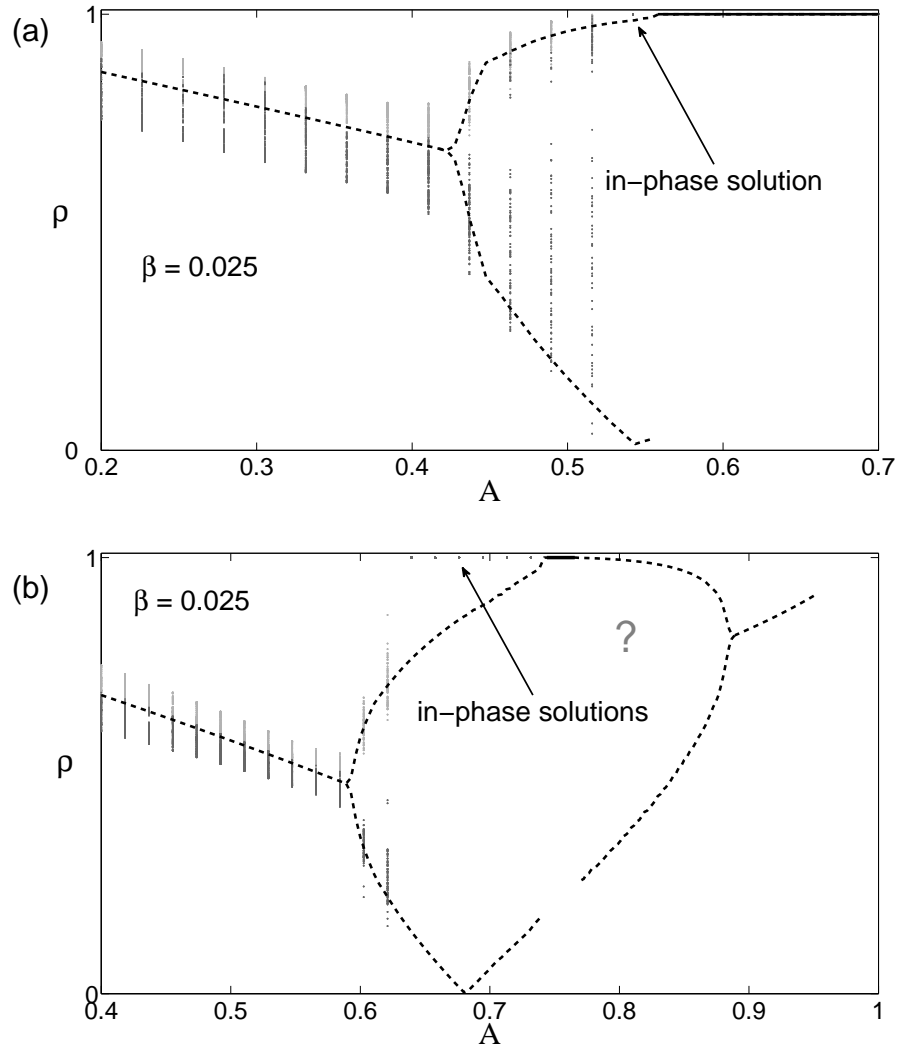 (a)
1
in−phase solution
ρ
β = 0.025
0
0.2 0.3 0.4 0.5 0.6 0.7
A
(b)
1
β = 0.025
?
in−phase solutions
ρ
0
0.4 0.5 0.6 0.7 0.8 0.9 1
A